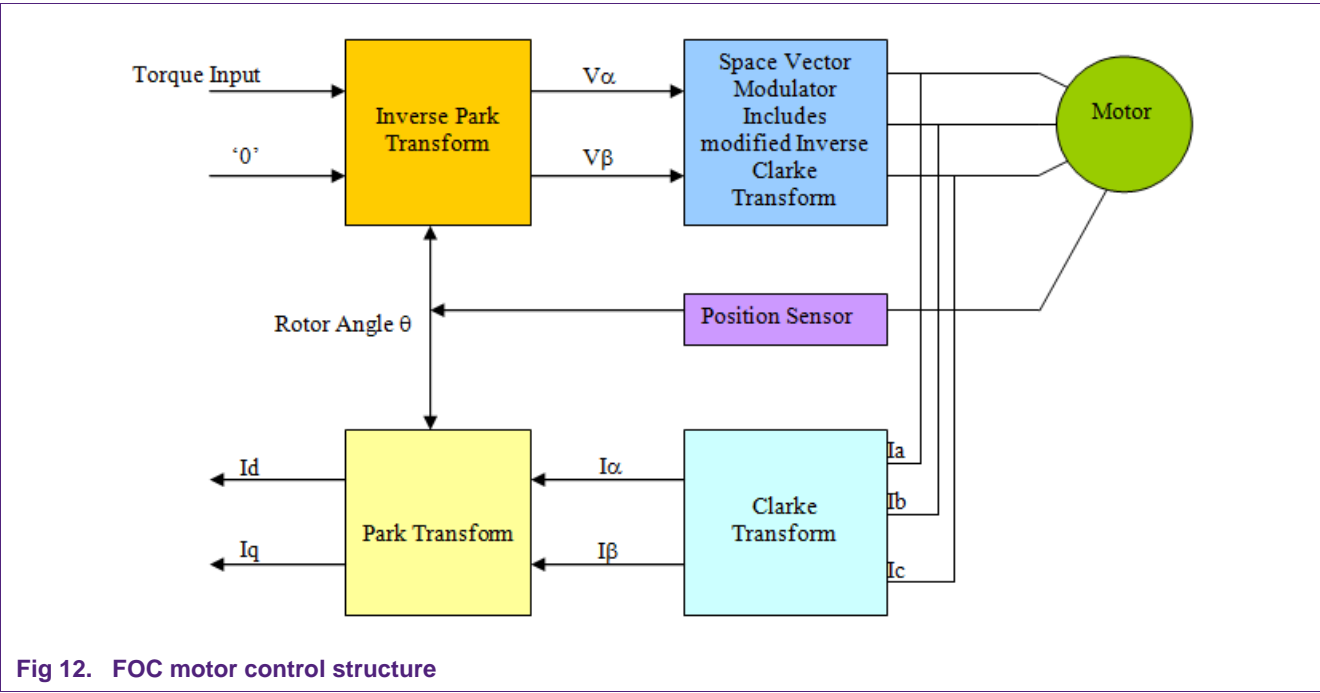 Torque Input
'0'
Inverse Park
Transform
Vα
Vβ
Space Vector
Modulator
Includes
modified Inverse
Clarke
Transform
Motor
Rotor Angle θ
Position Sensor
Id
Iq
Park Transform
Iα
Iβ
Clarke
Transform
Ia
Ib
Ic
Fig 12. FOC motor control structure